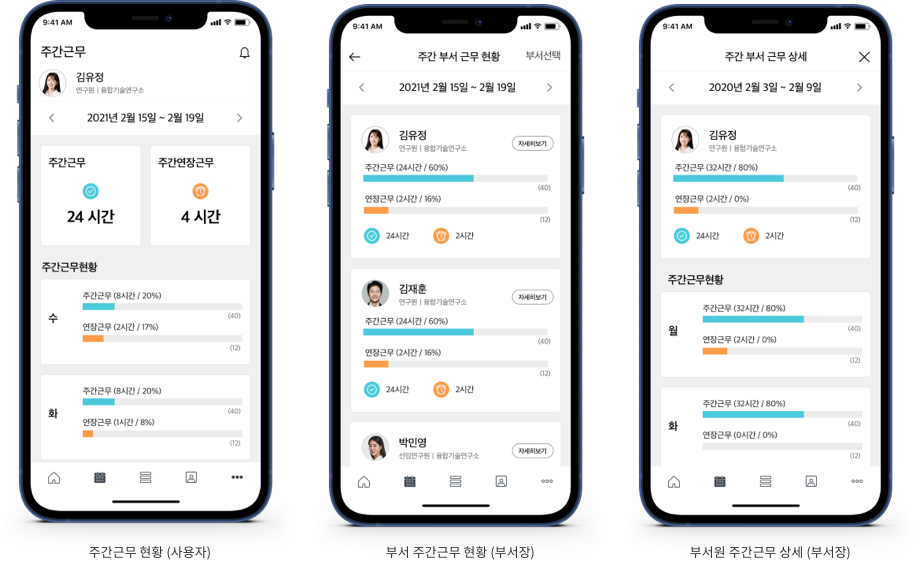 9:41 AM
주간근무
김유정
연구원 | 융합기술연구소
2021년 2월 15일 ~ 2월 19일
주간근무
24 시간
주간연장근무
4 시간
주간근무현황
수
주간근무 (8시간 / 20%)
(40)
연장근무 (2시간 / 17%)
(12)
화
주간근무 (8시간 / 20%)
(40)
연장근무 (1시간 / 8%)
(12)
주간근무 현황 (사용자)
9:41 AM
주간 부서 근무 현황
부서선택
2021년 2월 15일 ~ 2월 19일
김유정
연구원 | 융합기술연구소
자세히보기
주간근무 (24시간 / 60%)
(40)
연장근무 (2시간 / 16%)
(12)
24시간
2시간
김재훈
연구원 | 융합기술연구소
자세히보기
주간근무 (24시간 / 60%)
(40)
연장근무 (2시간 / 16%)
(12)
24시간
2시간
박민영
선임연구원 | 융합기술연구소
자세히보기
부서 주간근무 현황 (부서장)
9:41 AM
주간 부서 근무 상세
2020년 2월 3일 ~ 2월 9일
김유정
연구원 | 융합기술연구소
주간근무 (32시간 / 80%)
(40)
연장근무 (2시간 / 0%)
(12)
24시간
2시간
주간근무현황
월
주간근무 (32시간 / 80%)
(40)
연장근무 (2시간 / 0%)
(12)
화
주간근무 (32시간 / 80%)
(40)
연장근무 (0시간 / 0%)
(12)
부서원 주간근무 상세 (부서장)